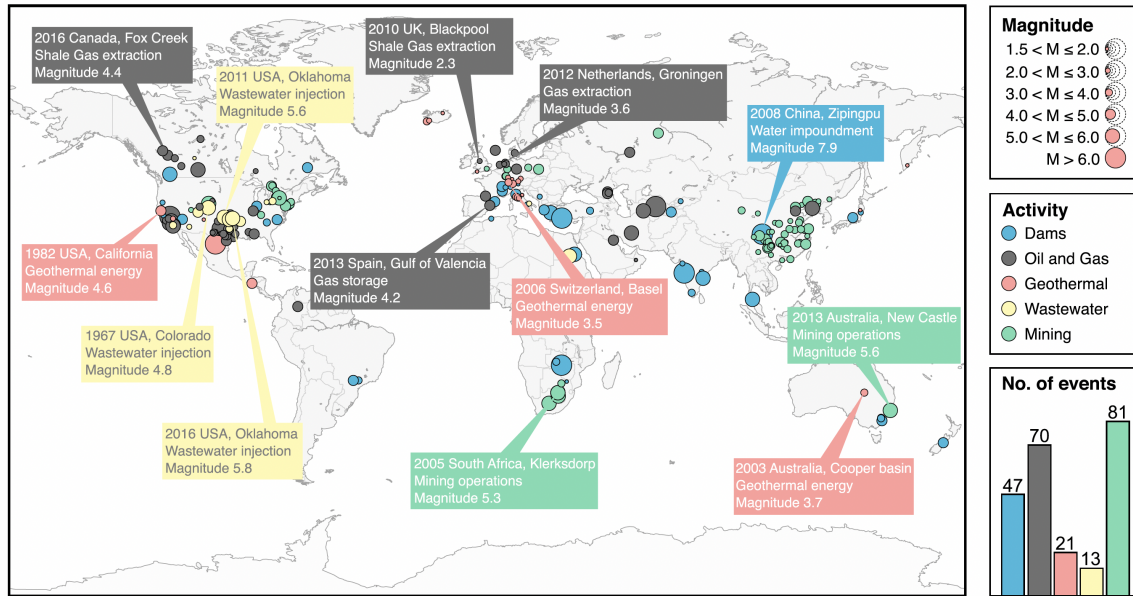 2016 Canada, Fox Creek
Shale Gas extraction
Magnitude 4.4
2010 UK, Blackpool
Shale Gas extraction
Magnitude 2.3
2011 USA, Oklahoma
Wastewater injection
Magnitude 5.6
2012 Netherlands, Groningen
Gas extraction
Magnitude 3.6
2008 China, Zipingpu
Water impoundment
Magnitude 7.9
1982 USA, California
Geothermal energy
Magnitude 4.6
2013 Spain, Gulf of Valencia
Gas storage
Magnitude 4.2
2006 Switzerland, Basel
Geothermal energy
Magnitude 3.5
2013 Australia, New Castle
Mining operations
Magnitude 5.6
1967 USA, Colorado
Wastewater injection
Magnitude 4.8
2016 USA, Oklahoma
Wastewater injection
Magnitude 5.8
2005 South Africa, Klerksdorp
Mining operations
Magnitude 5.3
2003 Australia, Cooper basin
Geothermal energy
Magnitude 3.7
Magnitude
1.5 < M ≤ 2.0
2.0 < M ≤ 3.0
3.0 < M ≤ 4.0
4.0 < M ≤ 5.0
5.0 < M ≤ 6.0
M > 6.0
Activity
Dams
Oil and Gas
Geothermal
Wastewater
Mining
No. of events
47
70
21
13
81